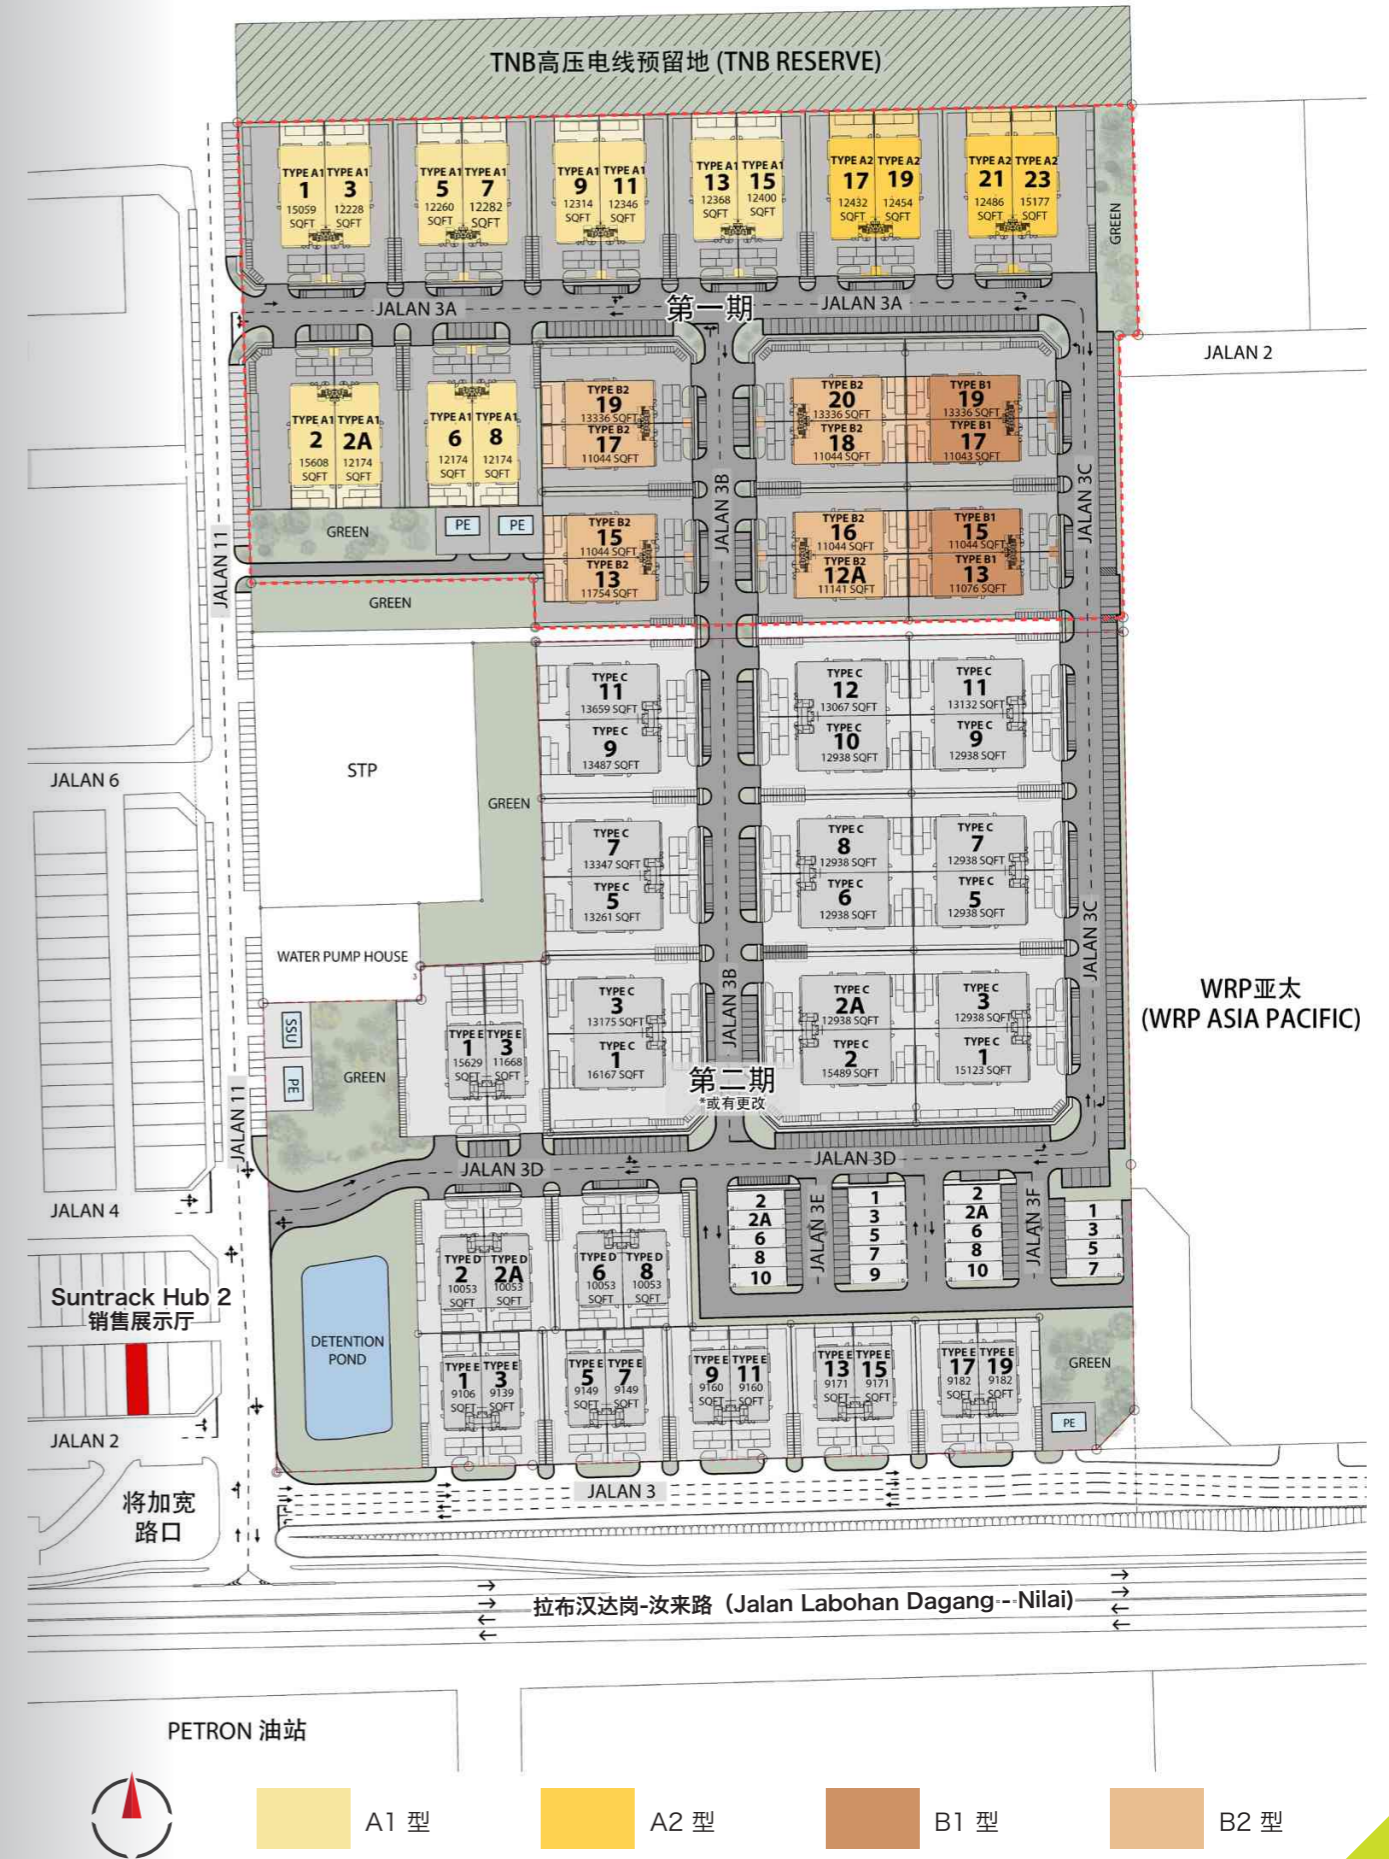 TNB高压电线预留地 (TNB RESERVE)
TYPE A1
1
15059
SQFT
TYPE A1
3
12228
SQFT
TYPE A1
5
12260
SQFT
TYPE A1
7
12282
SQFT
TYPE A1
9
12314
SQFT
TYPE A1
11
12346
SQFT
TYPE A1
13
12368
SQFT
TYPE A1
15
12400
SQFT
TYPE A2
17
12432
SQFT
TYPE A2
19
12454
SQFT
TYPE A2
21
12486
SQFT
TYPE A2
23
15177
SQFT
GREEN
JALAN 3A
第一期
JALAN 3A
JALAN 2
TYPE A1
2
15608
SQFT
TYPE A1
2A
12174
SQFT
TYPE A1
6
12174
SQFT
TYPE A1
8
12174
SQFT
TYPE B2
19
13336 SQFT
TYPE B2
17
11044 SQFT
TYPE B2
20
13336 SQFT
TYPE B2
18
11044 SQFT
TYPE B1
19
13336 SQFT
TYPE B1
17
11043 SQFT
JALAN 3B
JALAN 3C
GREEN
PE
PE
TYPE B2
15
11044 SQFT
TYPE B2
13
11754 SQFT
TYPE B2
16
11044 SQFT
TYPE B2
12A
11141 SQFT
TYPE B1
15
11044 SQFT
TYPE B1
13
11076 SQFT
JALAN 11
GREEN
TYPE C
11
13659 SQFT
TYPE C
9
13487 SQFT
TYPE C
12
13067 SQFT
TYPE C
10
12938 SQFT
TYPE C
11
13132 SQFT
TYPE C
9
12938 SQFT
JALAN 6
STP
GREEN
TYPE C
7
13347 SQFT
TYPE C
5
13261 SQFT
TYPE C
8
12938 SQFT
TYPE C
6
12938 SQFT
TYPE C
7
12938 SQFT
TYPE C
5
12938 SQFT
JALAN 3C
WATER PUMP HOUSE
3
JALAN 3B
WRP亚太
(WRP ASIA PACIFIC)
TYPE C
3
13175 SQFT
TYPE C
1
16167 SQFT
TYPE C
2A
12938 SQFT
TYPE C
2
15489 SQFT
TYPE C
3
12938 SQFT
TYPE C
1
15123 SQFT
SSU
PE
GREEN
TYPE E
1
15629
SQFT
TYPE E
3
11668
SQFT
第二期
*或有更改
JALAN 11
JALAN 3D
JALAN 3D
JALAN 4
2
2A
6
8
10
JALAN 3E
1
3
5
7
9
2
2A
6
8
10
JALAN 3F
1
3
5
7
TYPE D
2
10053
SQFT
TYPE D
2A
10053
SQFT
TYPE D
6
10053
SQFT
TYPE D
8
10053
SQFT
Suntrack Hub 2
销售展示厅
DETENTION
POND
TYPE E
1
9106
SQFT
TYPE E
3
9139
SQFT
TYPE E
5
9149
SQFT
TYPE E
7
9149
SQFT
TYPE E
9
9160
SQFT
TYPE E
11
9160
SQFT
TYPE E
13
9171
SQFT
TYPE E
15
9171
SQFT
TYPE E
17
9182
SQFT
TYPE E
19
9182
SQFT
GREEN
PE
JALAN 2
JALAN 3
将加宽
路口
拉布汉达岗-汝来路（Jalan Labohan Dagang - Nilai)
PETRON 油站
A1 型
A2 型
B1 型
B2 型